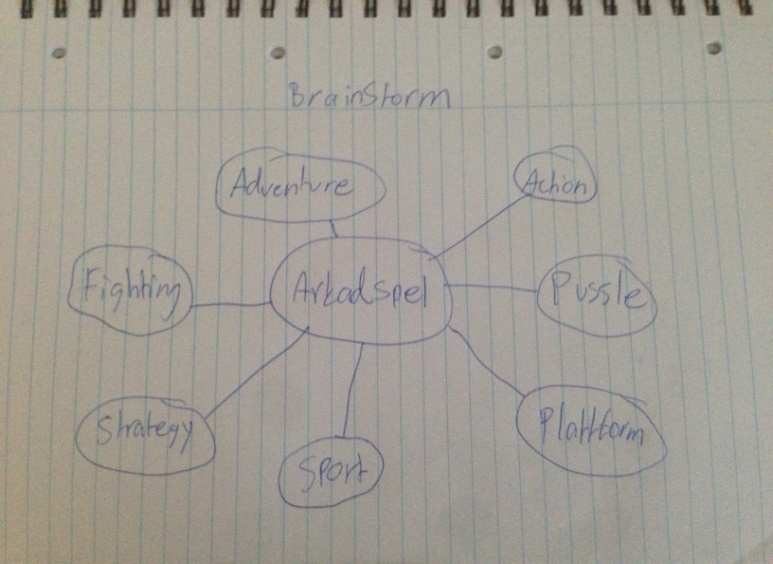 BrainStorm
Adventure
Action
Fighting
Arkadspel
Pussle
Strategy
Sport
Plattform